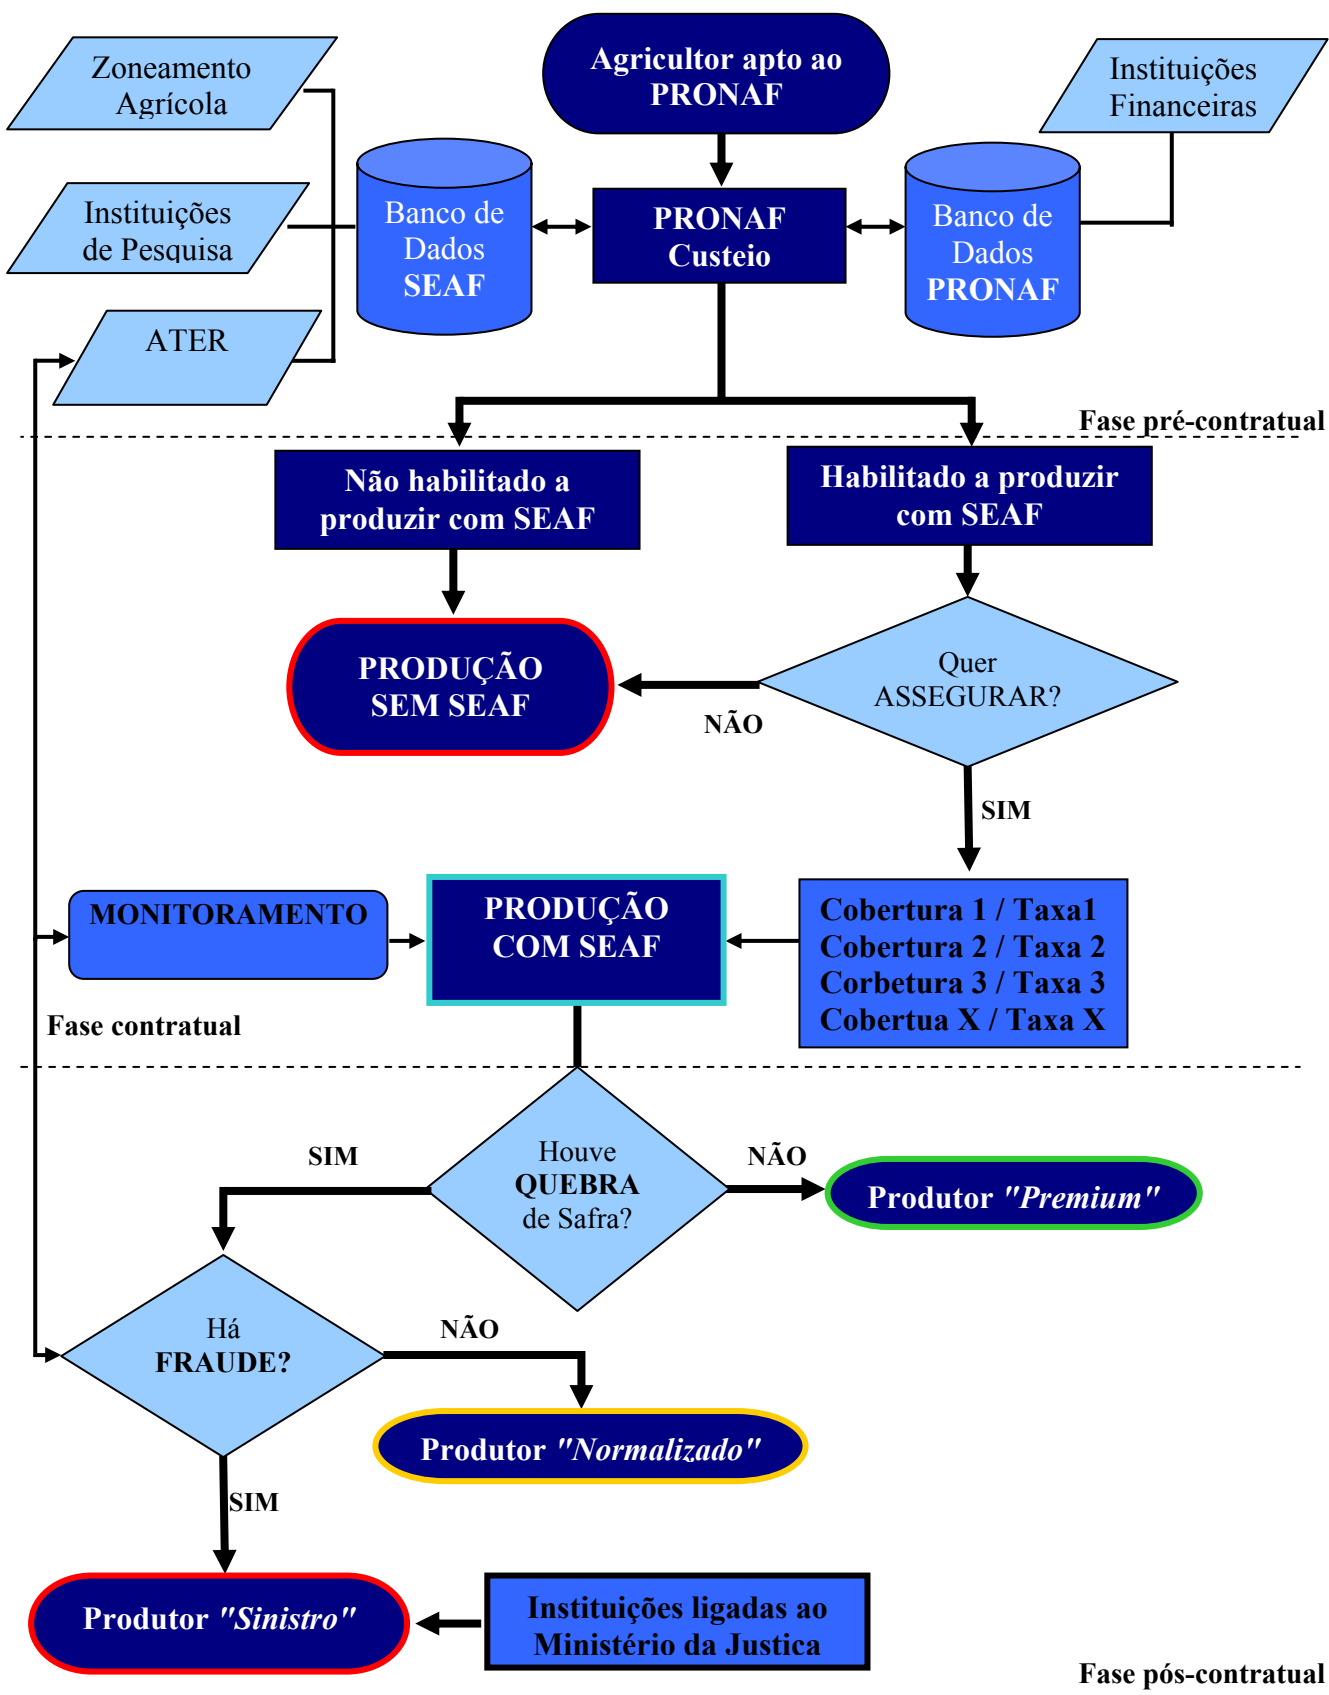 Zoneamento
Agrícola
Agricultor apto ao
PRONAF
Instituições
Financeiras
Instituições
de Pesquisa
Banco de
Dados
SEAF
PRONAF
Custeio
Banco de
Dados
PRONAF
ATER
Fase pré-contratual
Não habilitado a
produzir com SEAF
Habilitado a produzir
com SEAF
PRODUÇÃO
SEM SEAF
Quer
ASSEGURAR?
NÃO
SIM
MONITORAMENTO
PRODUÇÃO
COM SEAF
Cobertura 1 / Taxa1
Cobertura 2 / Taxa 2
Corbetura 3 / Taxa 3
Cobertua X / Taxa X
Fase contratual
SIM
Houve
QUEBRA
de Safra?
NÃO
Produtor "Premium"
Há
FRAUDE?
NÃO
Produtor "Normalizado"
SIM
Produtor "Sinistro"
Instituições ligadas ao
Ministério da Justica
Fase pós-contratual